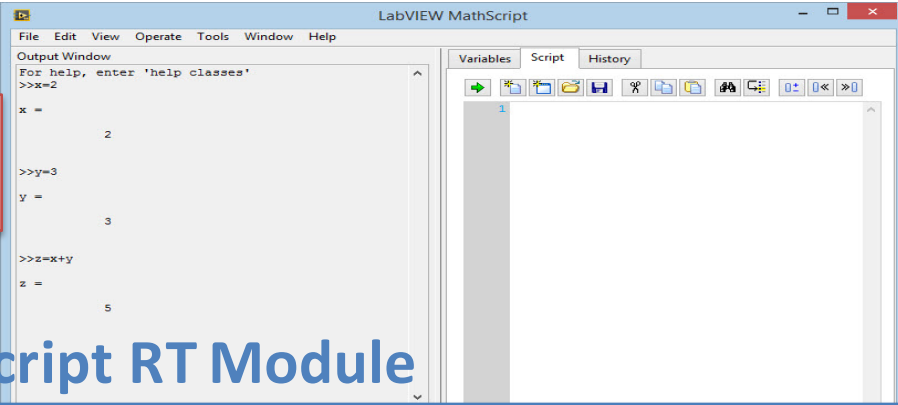 LabVIEW MathScript
File Edit View Operate Tools Window Help
Output Window
For help, enter 'help classes'
>>x=2
x =
2
>>y=3
y =
3
>>z=x+y
z =
5
cript RT Module
Variables Script History
1